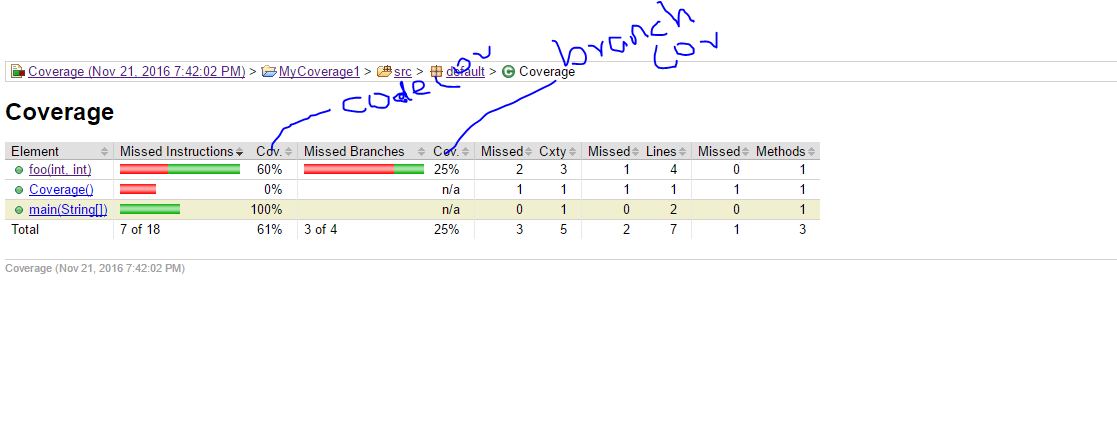 branch
cov
code cov
Coverage (Nov 21, 2016 7:42:02 PM) > MyCoverage1 > src > default > Coverage
Coverage
Element Missed Instructions Cov. Missed Branches Cov. Missed Cxty Missed Lines Missed Methods
foo(int, int) 60% 25% 2 3 1 4 0 1
Coverage() 0% n/a 1 1 1 1 1 1
main(String[]) 100% n/a 0 1 0 2 0 1
Total 7 of 18 61% 3 of 4 25% 3 5 2 7 1 3
Coverage (Nov 21, 2016 7:42:02 PM)